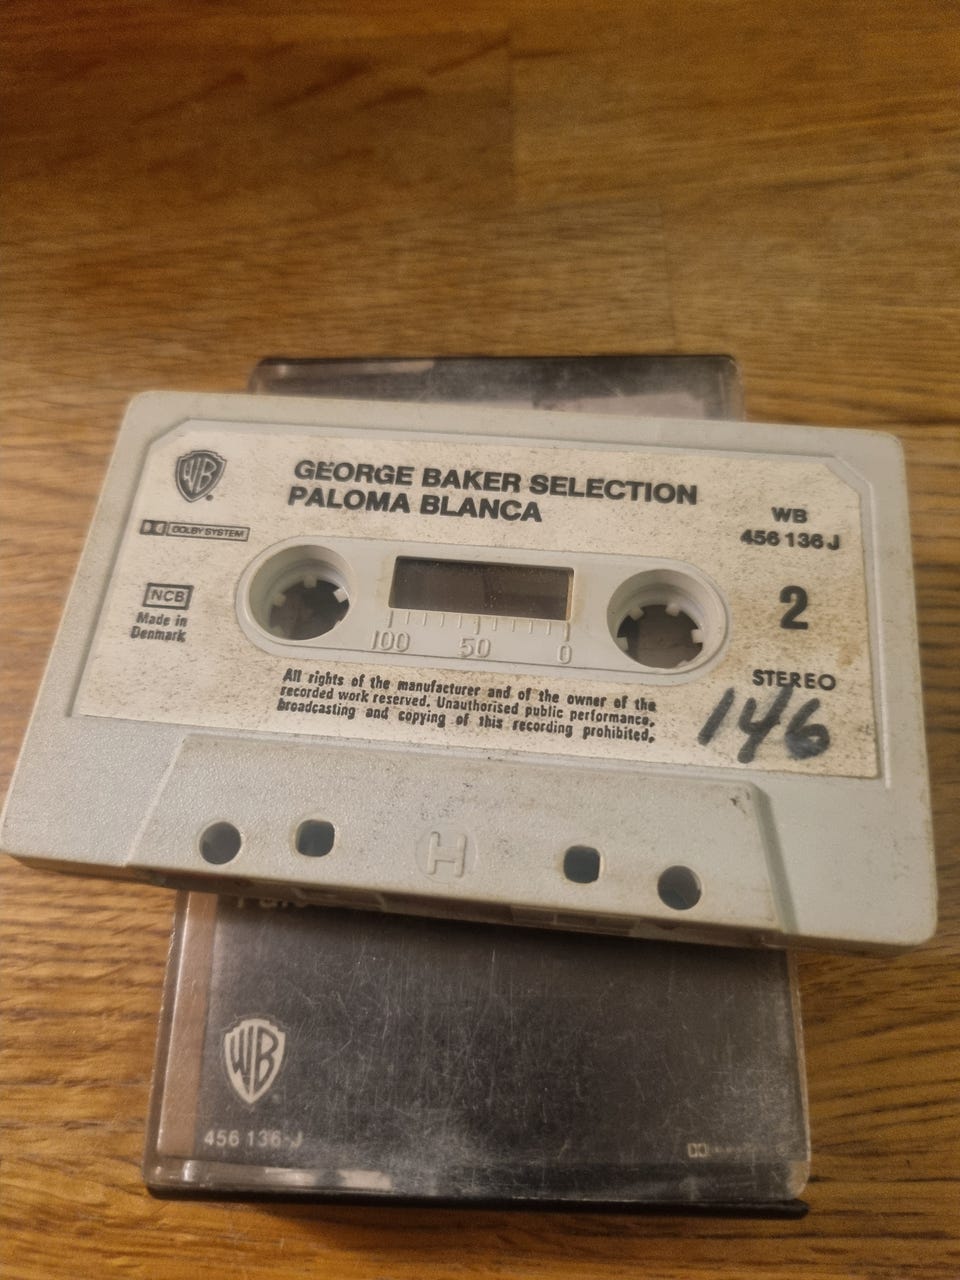 WB
GEORGE BAKER SELECTION
PALOMA BLANCA
WB
456 136 J
DOLBY SYSTEM
NCB
Made in
Denmark
2
100 50 0
STEREO
146
All rights of the manufacturer and of the owner of the
recorded work reserved. Unauthorised public performance,
broadcasting and copying of this recording prohibited.
H
WB
456 136-J